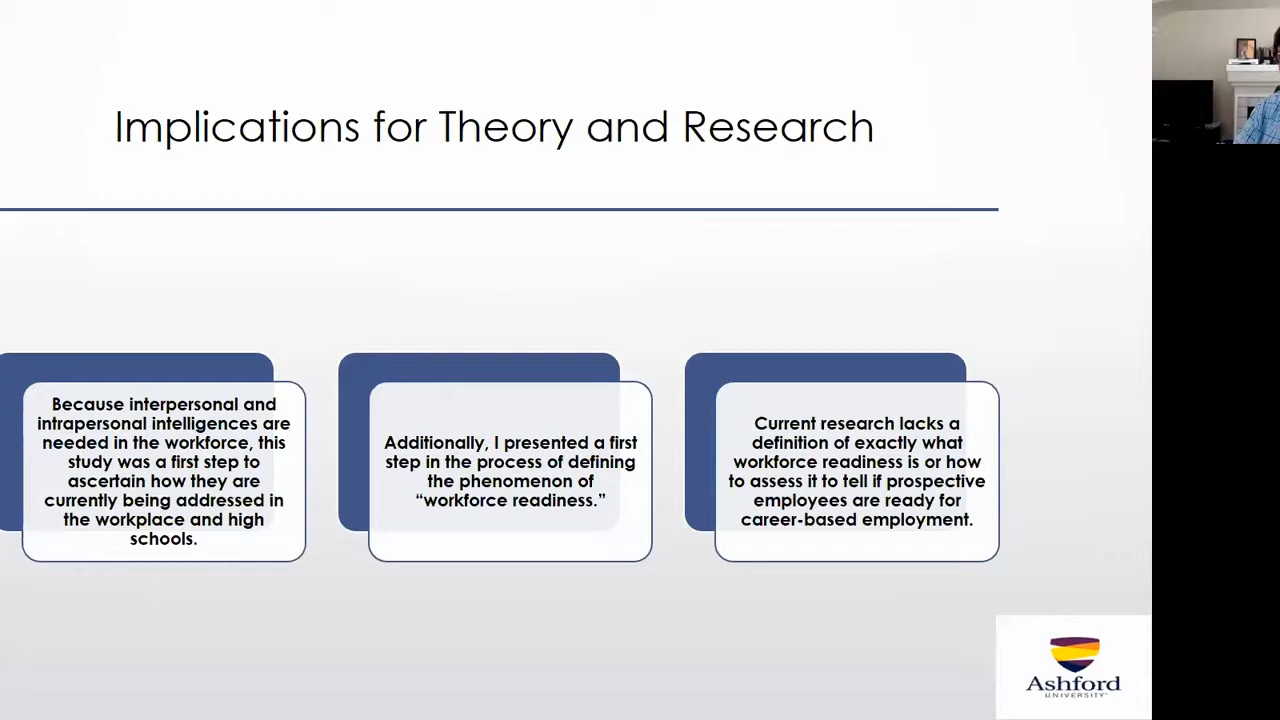 Implications for Theory and Research
Because interpersonal and
intrapersonal intelligences are
needed in the workforce, this
study was a first step to
ascertain how they are
currently being addressed in
the workplace and high
schools.
Additionally, I presented a first
step in the process of defining
the phenomenon of
“workforce readiness.”
Current research lacks a
definition of exactly what
workforce readiness is or how
to assess it to tell if prospective
employees are ready for
career-based employment.
Ashford
UNIVERSITY